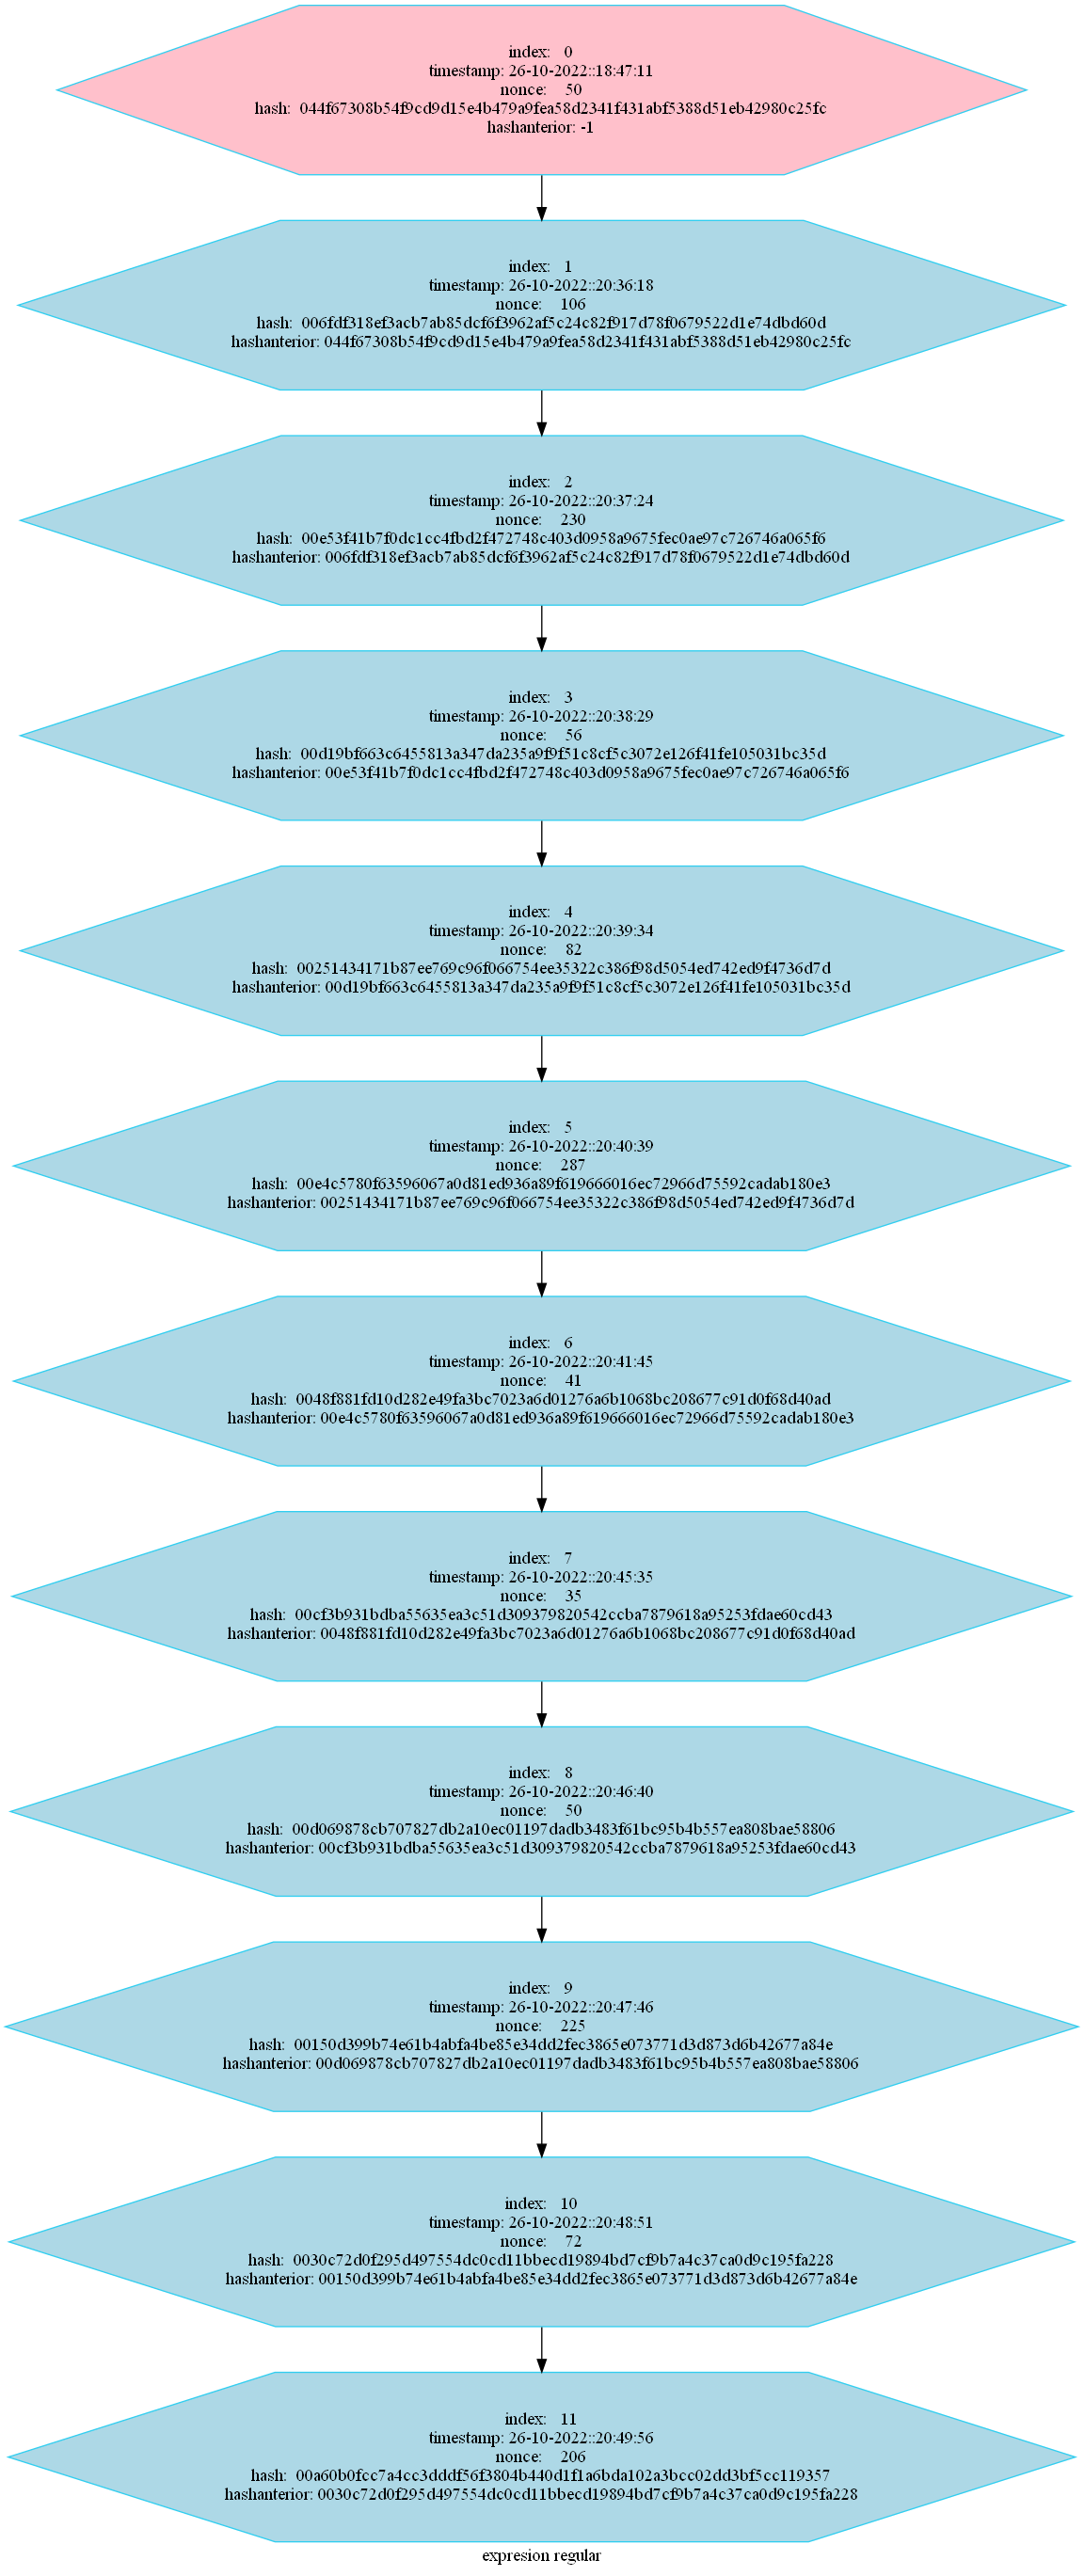 index: 0
timestamp: 26-10-2022::18:47:11
nonce: 50
hash: 044f67308b54f9cd9d15e4b479a9fea58d2341f431abf5388d51eb42980c25fc
hashanterior: -1
index: 1
timestamp: 26-10-2022::20:36:18
nonce: 106
hash: 006fdf318ef3acb7ab85dcf6f3962af5c24c82f917d78f0679522d1e74dbd60d
hashanterior: 044f67308b54f9cd9d15e4b479a9fea58d2341f431abf5388d51eb42980c25fc
index: 2
timestamp: 26-10-2022::20:37:24
nonce: 230
hash: 00e53f41b7f0dc1cc4fbd2f472748c403d0958a9675fec0ae97c726746a065f6
hashanterior: 006fdf318ef3acb7ab85dcf6f3962af5c24c82f917d78f0679522d1e74dbd60d
index: 3
timestamp: 26-10-2022::20:38:29
nonce: 56
hash: 00d19bf663c6455813a347da235a9f9f51c8cf5c3072e126f41fe105031bc35d
hashanterior: 00e53f41b7f0dc1cc4fbd2f472748c403d0958a9675fec0ae97c726746a065f6
index: 4
timestamp: 26-10-2022::20:39:34
nonce: 82
hash: 00251434171b87ee769c96f066754ee35322c386f98d5054ed742ed9f4736d7d
hashanterior: 00d19bf663c6455813a347da235a9f9f51c8cf5c3072e126f41fe105031bc35d
index: 5
timestamp: 26-10-2022::20:40:39
nonce: 287
hash: 00e4c5780f63596067a0d81ed936a89f619666016ec72966d75592cadab180e3
hashanterior: 00251434171b87ee769c96f066754ee35322c386f98d5054ed742ed9f4736d7d
index: 6
timestamp: 26-10-2022::20:41:45
nonce: 41
hash: 0048f881fd10d282e49fa3bc7023a6d01276a6b1068bc208677c91d0f68d40ad
hashanterior: 00e4c5780f63596067a0d81ed936a89f619666016ec72966d75592cadab180e3
index: 7
timestamp: 26-10-2022::20:45:35
nonce: 35
hash: 00cf3b931bdba55635ea3c51d309379820542ccba7879618a95253fdae60cd43
hashanterior: 0048f881fd10d282e49fa3bc7023a6d01276a6b1068bc208677c91d0f68d40ad
index: 8
timestamp: 26-10-2022::20:46:40
nonce: 50
hash: 00d069878cb707827db2a10ec01197dadb3483f61bc95b4b557ea808bae58806
hashanterior: 00cf3b931bdba55635ea3c51d309379820542ccba7879618a95253fdae60cd43
index: 9
timestamp: 26-10-2022::20:47:46
nonce: 225
hash: 00150d399b74e61b4abfa4be85e34dd2fec3865e073771d3d873d6b42677a84e
hashanterior: 00d069878cb707827db2a10ec01197dadb3483f61bc95b4b557ea808bae58806
index: 10
timestamp: 26-10-2022::20:48:51
nonce: 72
hash: 0030c72d0f295d497554dc0cd11bbecd19894bd7cf9b7a4c37ca0d9c195fa228
hashanterior: 00150d399b74e61b4abfa4be85e34dd2fec3865e073771d3d873d6b42677a84e
index: 11
timestamp: 26-10-2022::20:49:56
nonce: 206
hash: 00a60b0fcc7a4cc3dddf56f3804b440d1f1a6bda102a3bcc02dd3bf5cc119357
hashanterior: 0030c72d0f295d497554dc0cd11bbecd19894bd7cf9b7a4c37ca0d9c195fa228
expresion regular